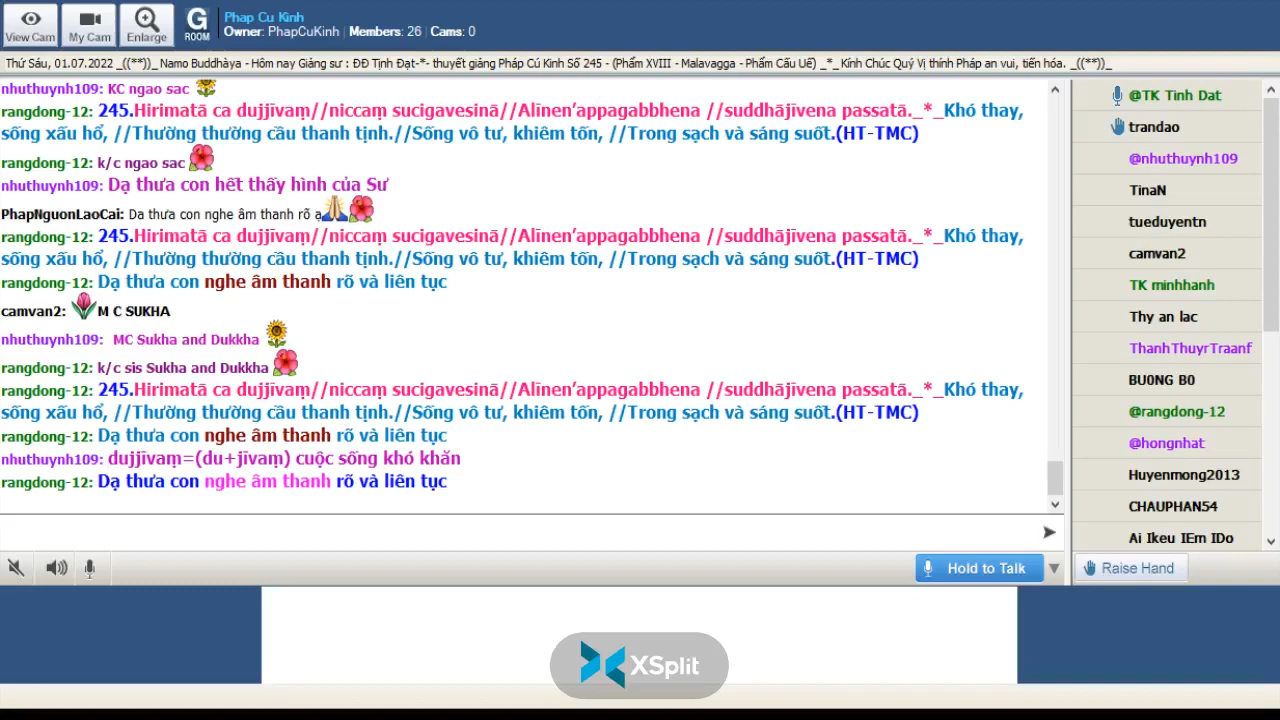 View Cam
My Cam
Enlarge
G
ROOM
Phap Cu Kinh
Owner: PhapCuKinh | Members: 26 | Cams: 0
Thứ Sáu, 01.07.2022 _((**))_ Namo Buddhàya - Hôm nay Giảng sư : ĐĐ Tịnh Đạt-*- thuyết giảng Pháp Cú Kinh Số 245 - (Phẩm XVIII - Malavagga - Phẩm Cấu Uế) _*_ Kính Chúc Quý Vị thính Pháp an vui, tiến hóa. _((**))_
nhuthuynh109: KC ngao sac
rangdong-12: 245.Hirimatā ca dujjīvaṃ//niccaṃ sucigavesinā//Alīnen’appagabbhena //suddhājīvena passatā._*_Khó thay,
sống xấu hổ, //Thường thường cầu thanh tịnh.//Sống vô tư, khiêm tốn, //Trong sạch và sáng suốt.(HT-TMC)
rangdong-12: k/c ngao sac
nhuthuynh109: Dạ thưa con hết thấy hình của Sư
PhapNguonLaoCai: Dạ thưa con nghe âm thanh rõ ạ
rangdong-12: 245.Hirimatā ca dujjīvaṃ//niccaṃ sucigavesinā//Alīnen’appagabbhena //suddhājīvena passatā._*_Khó thay,
sống xấu hổ, //Thường thường cầu thanh tịnh.//Sống vô tư, khiêm tốn, //Trong sạch và sáng suốt.(HT-TMC)
rangdong-12: Dạ thưa con nghe âm thanh rõ và liên tục
camvan2: M C SUKHA
nhuthuynh109: MC Sukha and Dukkha
rangdong-12: k/c sis Sukha and Dukkha
rangdong-12: 245.Hirimatā ca dujjīvaṃ//niccaṃ sucigavesinā//Alīnen’appagabbhena //suddhājīvena passatā._*_Khó thay,
sống xấu hổ, //Thường thường cầu thanh tịnh.//Sống vô tư, khiêm tốn, //Trong sạch và sáng suốt.(HT-TMC)
rangdong-12: Dạ thưa con nghe âm thanh rõ và liên tục
nhuthuynh109: dujjīvaṃ=(du+jīvaṃ) cuộc sống khó khăn
rangdong-12: Dạ thưa con nghe âm thanh rõ và liên tục
Hold to Talk
@TK Tinh Dat
trandao
@nhuthuynh109
TinaN
tueduyentn
camvan2
TK minhhanh
Thy an lac
ThanhThuyrTraanf
BU0NG B0
@rangdong-12
@hongnhat
Huyenmong2013
CHAUPHAN54
Ai Ikeu IEm IDo
Raise Hand
XSplit